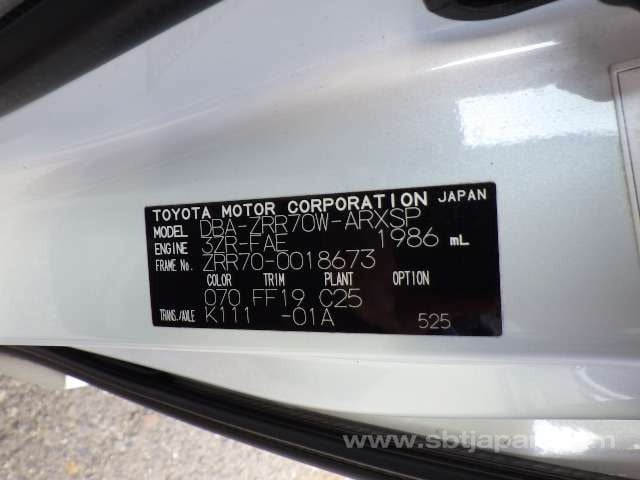 TOYOTA MOTOR CORPORATION JAPAN
MODEL DBA-ZRR70W-ARXSP
ENGINE 3ZR-FAE 1986 mL
FRAME No. ZRR70-0018673
COLOR TRIM PLANT OPTION
070 FF19 C25
TRANS./AXLE K111 -01A 525
www.sbtjapan.com